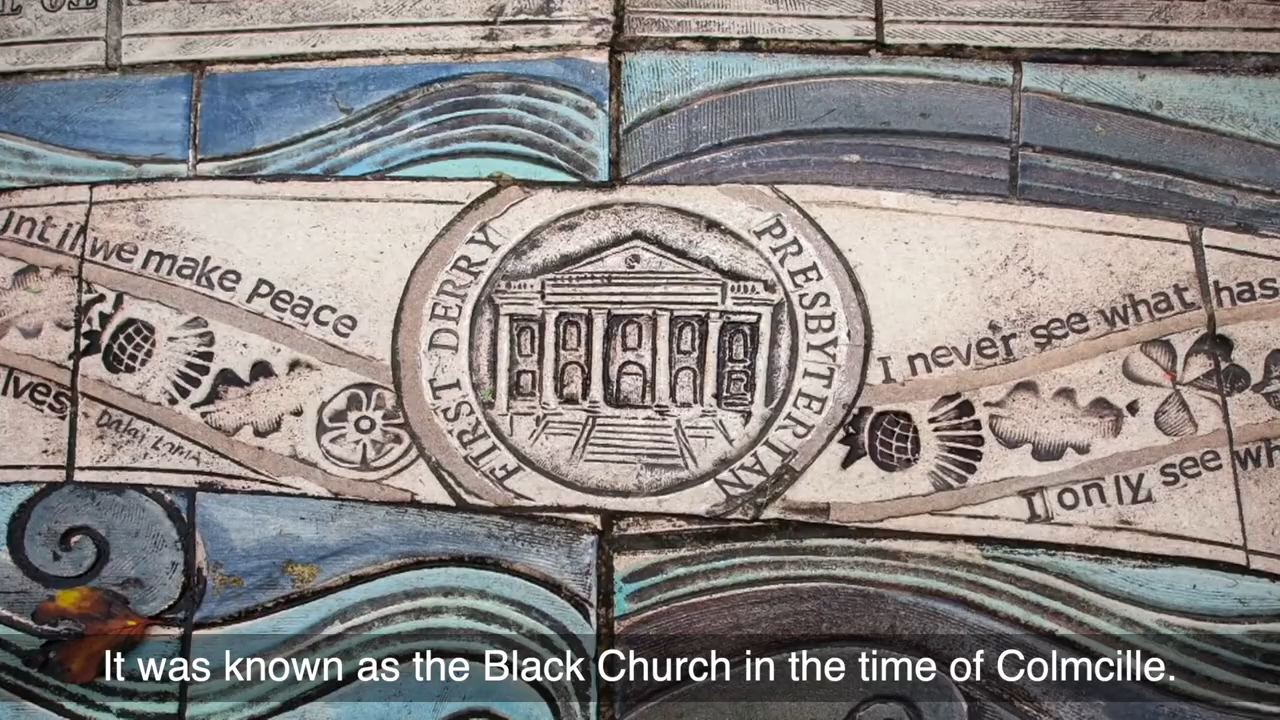 until we make peace
lves - Dalai Lama
FIRST DERRY PRESBYTERIAN
I never see what has
I only see wh
It was known as the Black Church in the time of Colmcille.